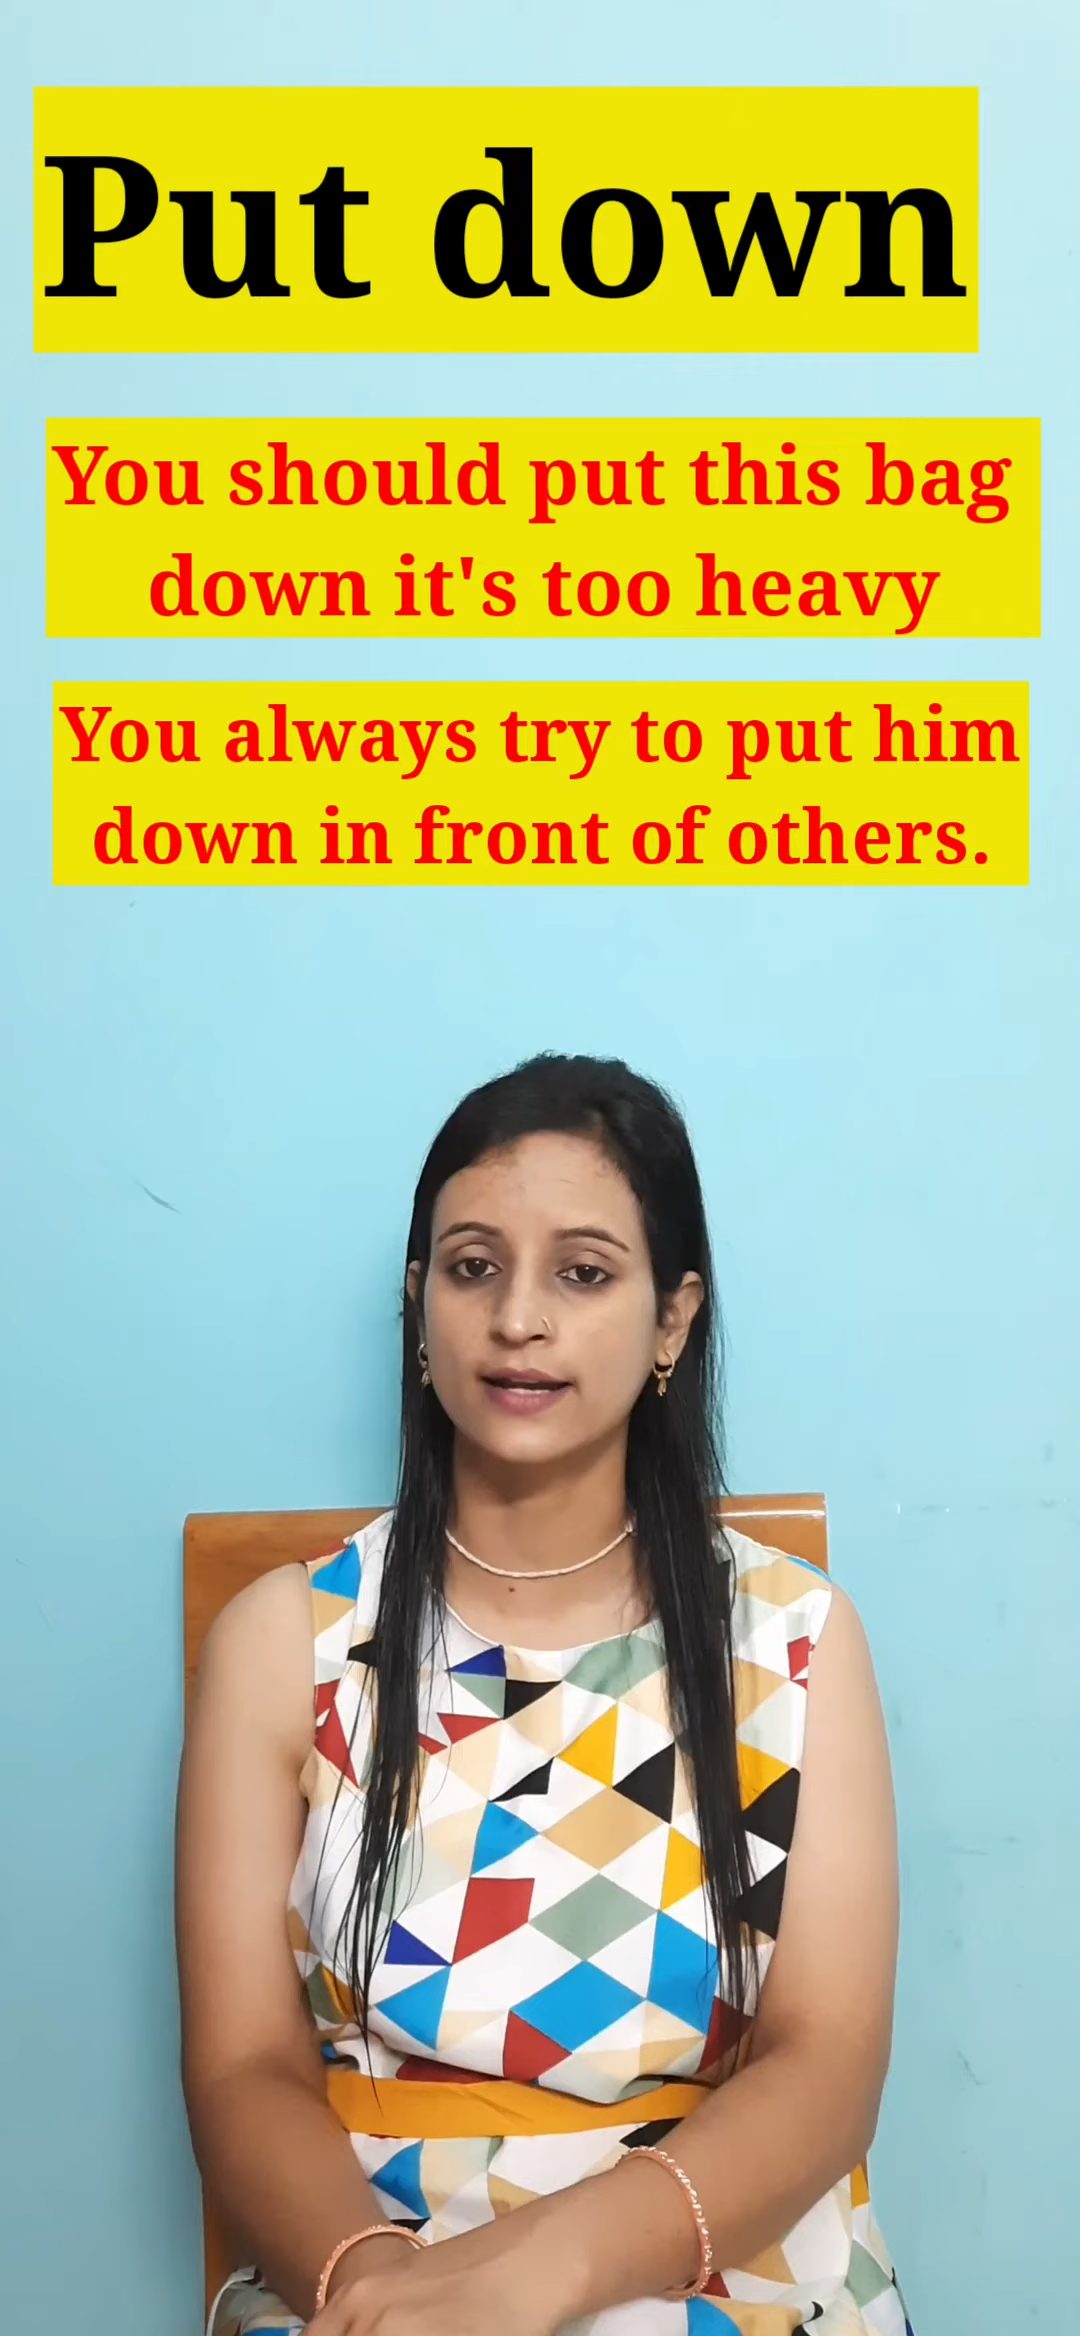 Put down
You should put this bag
down it's too heavy
You always try to put him
down in front of others.